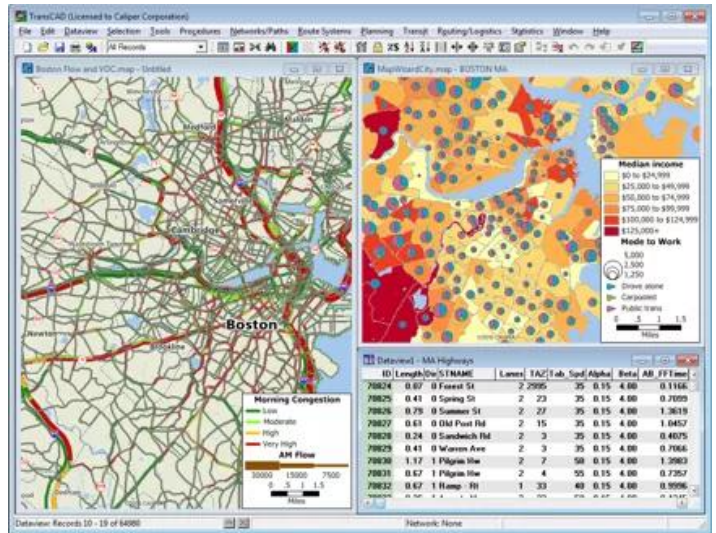 TransCAD (Licensed to Caliper Corporation)
File Edit Dataview Selection Tools Procedures Networks/Paths Route Systems Planning Transit Routing/Logistics Statistics Window Help
All Records
Boston Flow and VOC.map - Untitled
Medford
Malden
Somerville
Cambridge
Boston
Newton
Brookline
Morning Congestion
Low
Moderate
High
Very High
AM Flow
30000 15000 7500
0 .5 1 1.5
Miles
MapWizardCity.map - BOSTON MA
Median income
$0 to $24,999
$25,000 to $49,999
$50,000 to $74,999
$75,000 to $99,999
$100,000 to $124,999
$125,000+
Mode to Work
5,000
2,500
1,250
Drove alone
Carpooled
Public trans
0 .5 1 1.5
Miles
Dataview1 - MA Highways
ID Length Dir STNAME Lanes TAZ Tab_Spd Alpha Beta AB_FFTime
70824 0.07 0 Forest St 2 2995 35 0.15 4.00 0.1166
70825 0.41 0 Spring St 2 23 35 0.15 4.00 0.7099
70826 0.79 0 Summer St 2 27 35 0.15 4.00 1.3619
70827 0.61 0 Old Post Rd 2 15 35 0.15 4.00 1.0457
70828 0.24 0 Sandwich Rd 2 3 35 0.15 4.00 0.4075
70829 0.41 0 Warren Ave 2 3 35 0.15 4.00 0.7066
70830 1.17 1 Pilgrim Hw 2 7 50 0.15 4.00 1.3983
70831 0.67 1 Pilgrim Hw 2 4 55 0.15 4.00 0.7357
70832 0.67 1 Ramp - Rt 1 33 40 0.15 4.00 0.9996
Dataview: Records 10 - 19 of 64980
Network: None